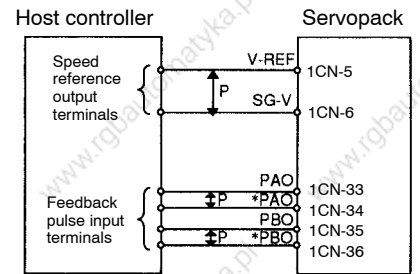 Host controller
Servopack
Speed
reference
output
terminals
V-REF
P
SG-V
1CN-5
1CN-6
Feedback
pulse input
terminals
PAO
P *PAO
PBO
P *PBO
1CN-33
1CN-34
1CN-35
1CN-36